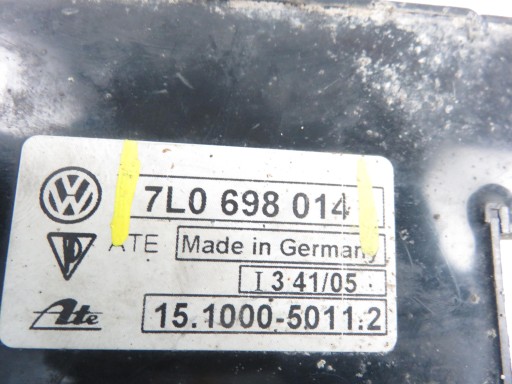 7L0 698 014
ATE Made in Germany
I 3 41/05
Ate 15.1000-5011.2